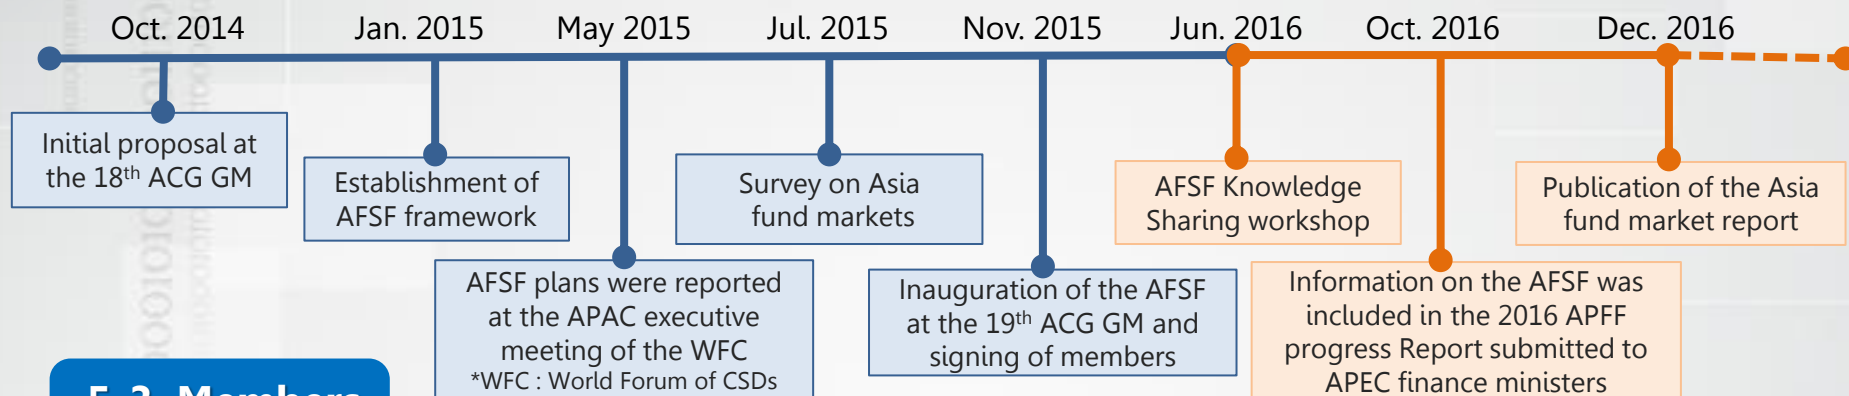 Oct. 2014
Jan. 2015
May 2015
Jul. 2015
Nov. 2015
Jun. 2016
Oct. 2016
Dec. 2016
Initial proposal at
the 18th ACG GM
Establishment of
AFSF framework
AFSF plans were reported
at the APAC executive
meeting of the WFC
*WFC : World Forum of CSDs
Survey on Asia
fund markets
Inauguration of the AFSF
at the 19th ACG GM and
signing of members
AFSF Knowledge
Sharing workshop
Information on the AFSF was
included in the 2016 APFF
progress Report submitted to
APEC finance ministers
Publication of the Asia
fund market report
Members